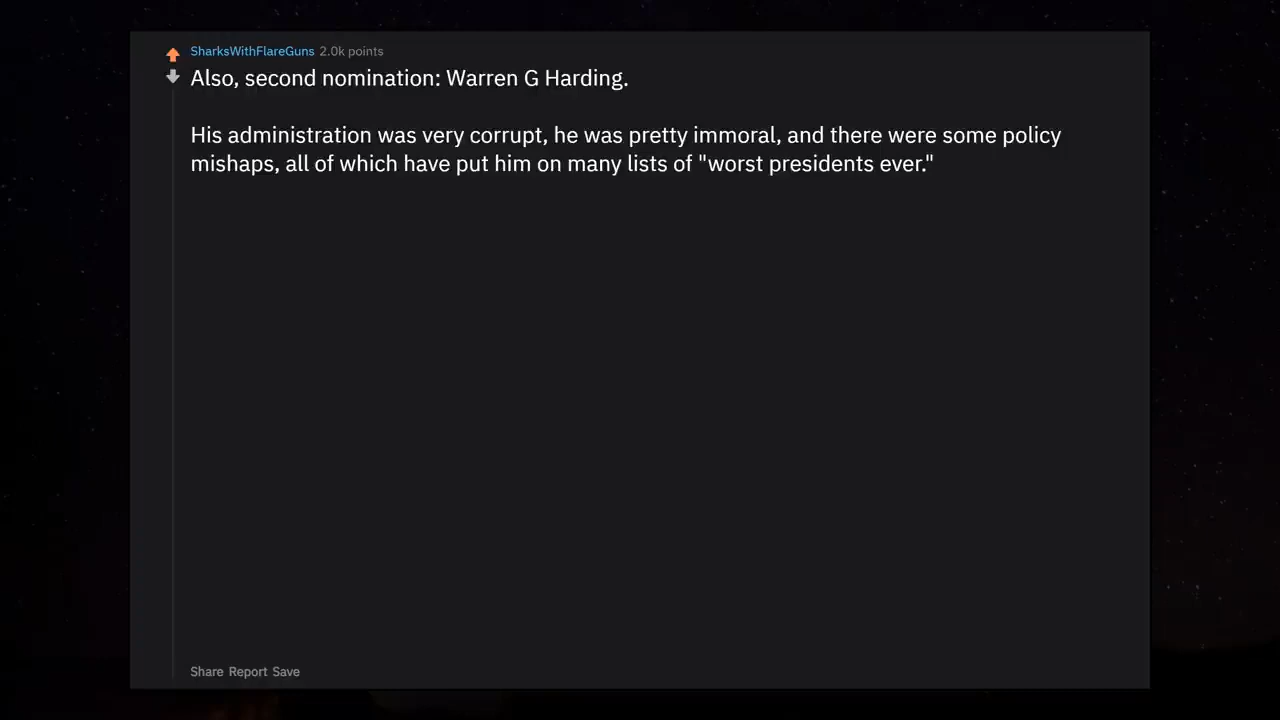 SharksWithFlareGuns 2.0k points
Also, second nomination: Warren G Harding.
His administration was very corrupt, he was pretty immoral, and there were some policy
mishaps, all of which have put him on many lists of "worst presidents ever."
Share Report Save